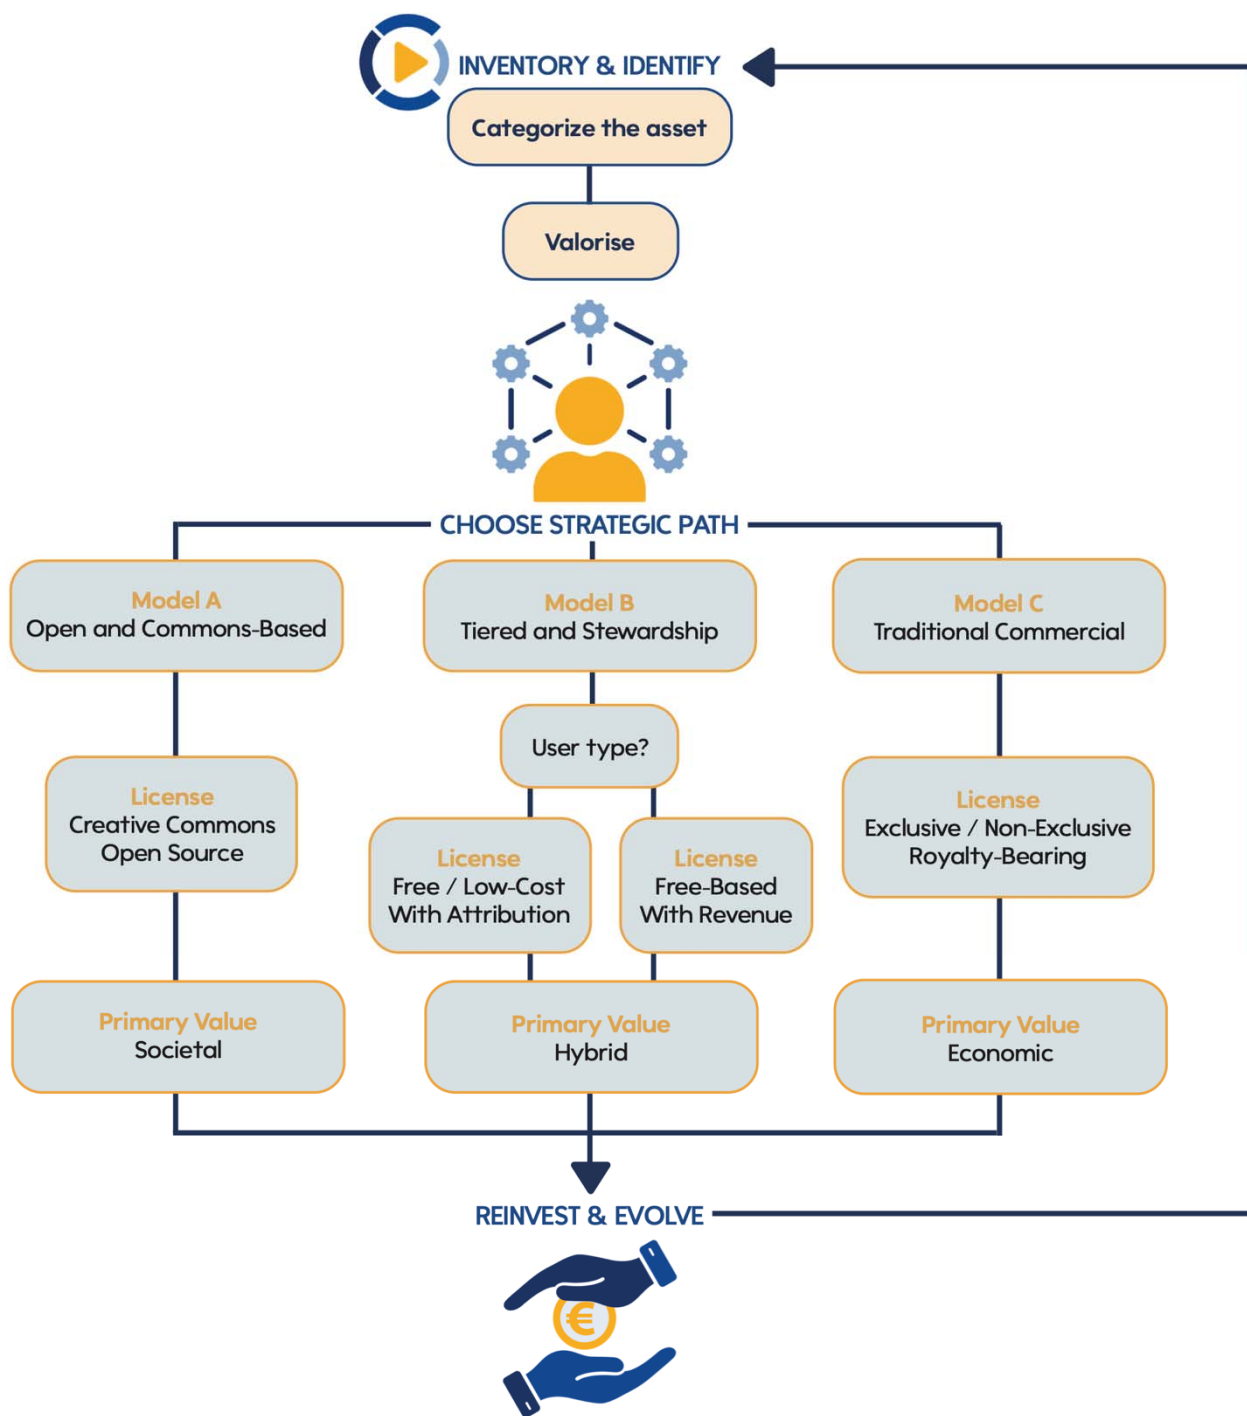 INVENTORY & IDENTIFY
Categorize the asset
Valorise
CHOOSE STRATEGIC PATH
Model A
Open and Commons-Based
Model B
Tiered and Stewardship
Model C
Traditional Commercial
User type?
License
Creative Commons
Open Source
License
Free / Low-Cost
With Attribution
License
Free-Based
With Revenue
License
Exclusive / Non-Exclusive
Royalty-Bearing
Primary Value
Societal
Primary Value
Hybrid
Primary Value
Economic
REINVEST & EVOLVE
€